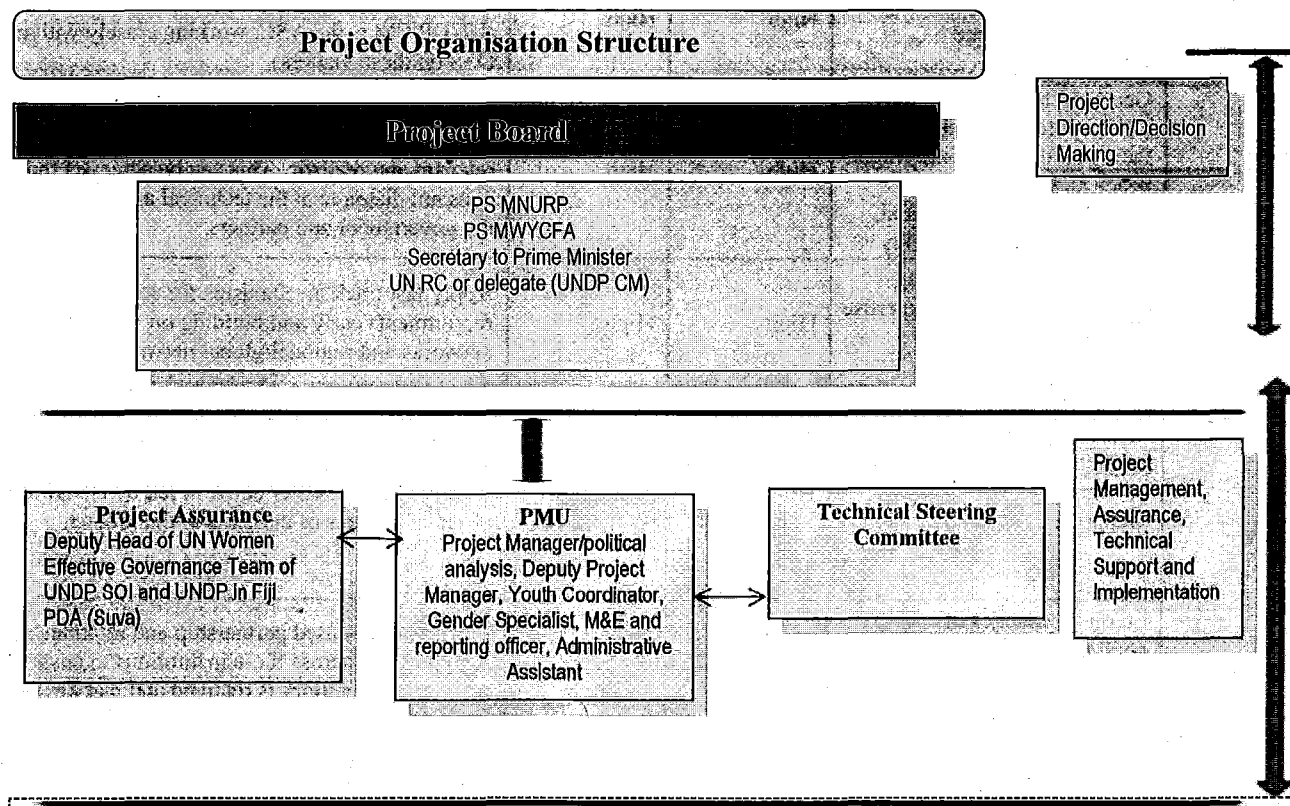 Project Organisation Structure
Project Board
Project
Direction/Decision
Making
PS MNURP
PS MWYCFA
Secretary to Prime Minister
UN RC or delegate (UNDP CM)
Project Assurance
Deputy Head of UN Women
Effective Governance Team of
UNDP SOI and UNDP in Fiji
PDA (Suva)
PMU
Project Manager/political
analysis, Deputy Project
Manager, Youth Coordinator,
Gender Specialist, M&E and
reporting officer, Administrative
Assistant
Technical Steering
Committee
Project
Management,
Assurance,
Technical
Support and
Implementation